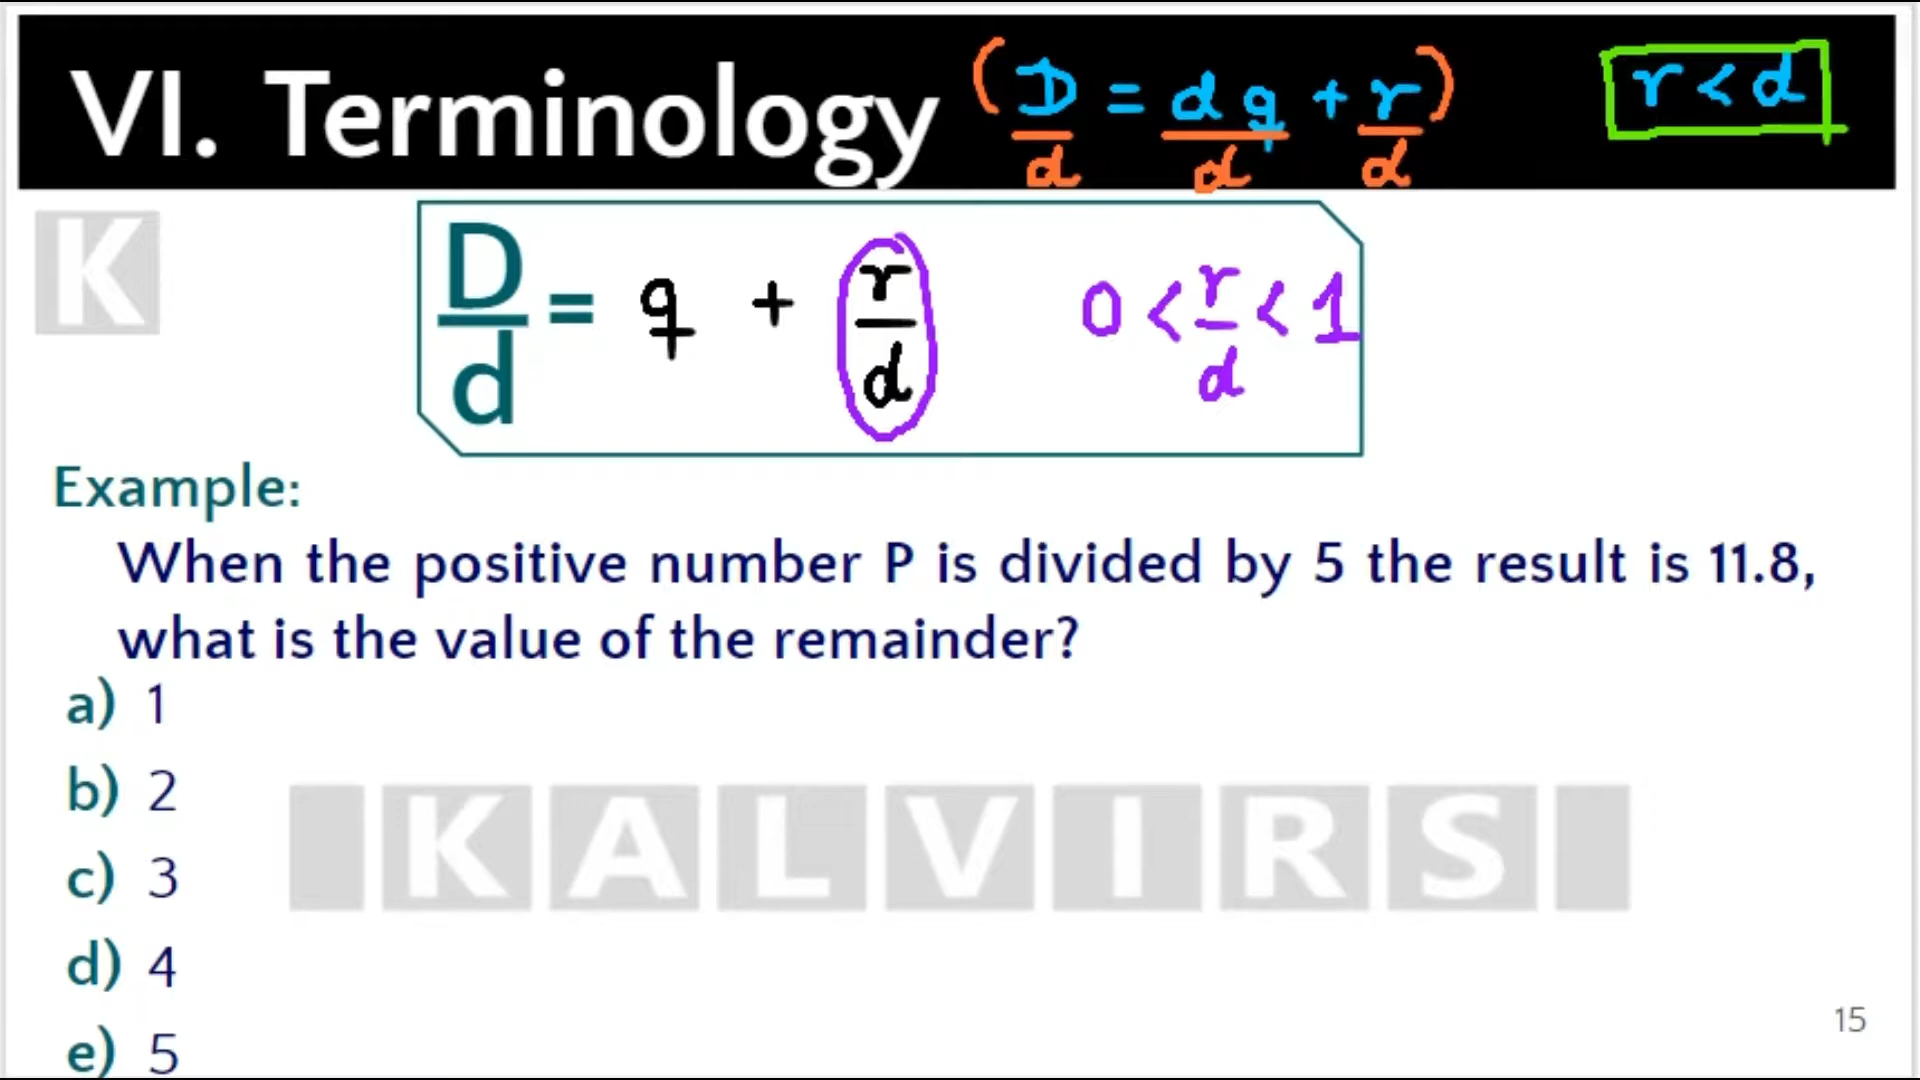 VI. Terminology ( D/d = dq/d + r/d ) r < d
K
D/d = q + r/d 0 < r/d < 1
Example:
When the positive number P is divided by 5 the result is 11.8,
what is the value of the remainder?
a) 1
b) 2
c) 3
d) 4
e) 5
KALVIRS
15